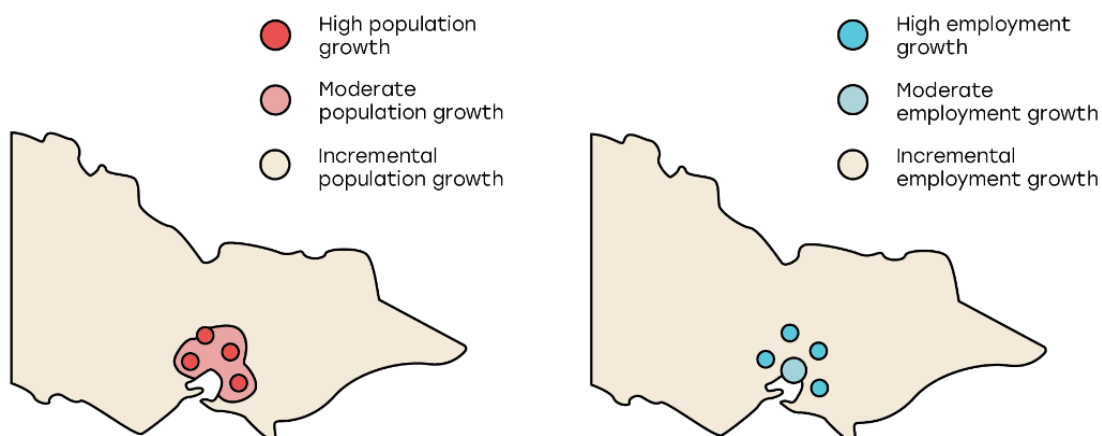 High population
growth
Moderate
population growth
Incremental
population growth
High employment
growth
Moderate
employment growth
Incremental
employment growth